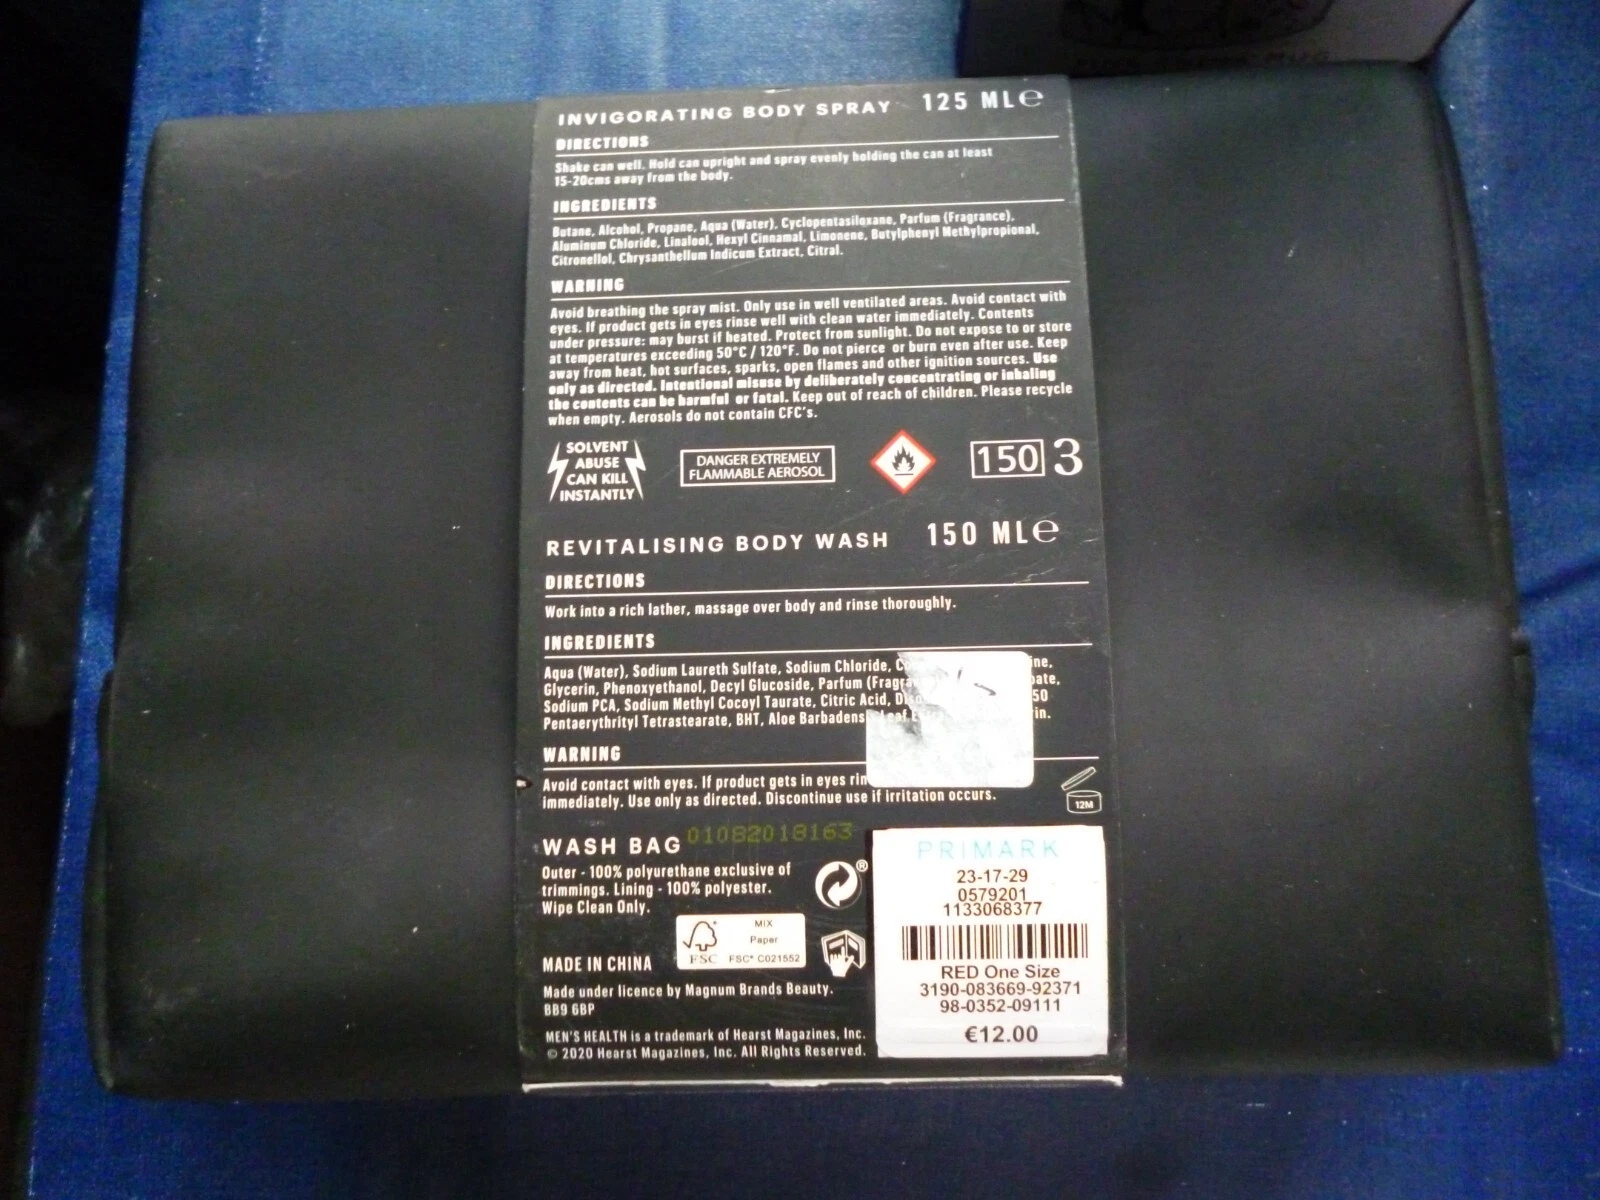 INVIGORATING BODY SPRAY 125 ML℮
DIRECTIONS
Shake can well. Hold can upright and spray evenly holding the can at least
15-20cms away from the body.
INGREDIENTS
Butane, Alcohol, Propane, Aqua (Water), Cyclopentasiloxane, Parfum (Fragrance),
Aluminum Chloride, Linalool, Hexyl Cinnamal, Limonene, Butylphenyl Methylpropional,
Citronellol, Chrysanthellum Indicum Extract, Citral.
WARNING
Avoid breathing the spray mist. Only use in well ventilated areas. Avoid contact with
eyes. If product gets in eyes rinse well with clean water immediately. Contents
under pressure: may burst if heated. Protect from sunlight. Do not expose to or store
at temperatures exceeding 50°C / 120°F. Do not pierce or burn even after use. Keep
away from heat, hot surfaces, sparks, open flames and other ignition sources. Use
only as directed. Intentional misuse by deliberately concentrating or inhaling
the contents can be harmful or fatal. Keep out of reach of children. Please recycle
when empty. Aerosols do not contain CFC's.
SOLVENT
ABUSE
CAN KILL
INSTANTLY
DANGER EXTREMELY
FLAMMABLE AEROSOL
150 3
REVITALISING BODY WASH 150 ML℮
DIRECTIONS
Work into a rich lather, massage over body and rinse thoroughly.
INGREDIENTS
Aqua (Water), Sodium Laureth Sulfate, Sodium Chloride,
Glycerin, Phenoxyethanol, Decyl Glucoside, Parfum
Sodium PCA, Sodium Methyl Cocoyl Taurate, Citric Acid,
Pentaerythrityl Tetrastearate, BHT, Aloe Leaf
WARNING
Avoid contact with eyes. If product gets in eyes
immediately. Use only as directed. Discontinue use if irritation occurs.
12M
WASH BAG 01082018163
Outer - 100% polyurethane exclusive of
trimmings. Lining - 100% polyester.
Wipe Clean Only.
MIX
Paper
FSC FSC® C021552
MADE IN CHINA
Made under licence by Magnum Brands Beauty.
BB9 6BP
MEN'S HEALTH is a trademark of Hearst Magazines, Inc.
© 2020 Hearst Magazines, Inc. All Rights Reserved.
PRIMARK
23-17-29
0579201
1133068377
RED One Size
3190-083669-92371
98-0352-09111
€12.00